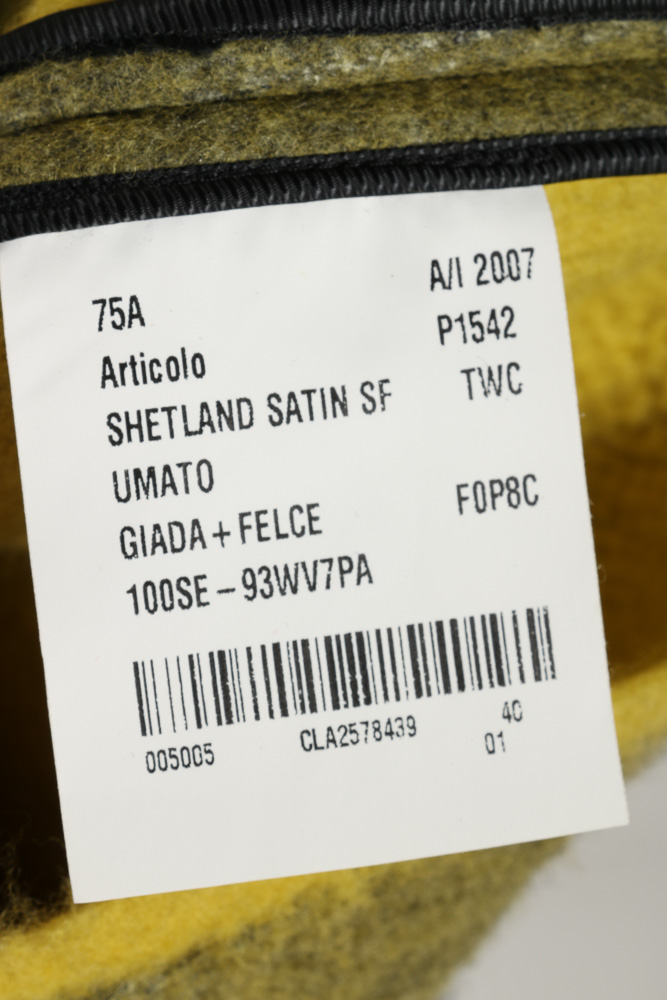 75A A/I 2007
Articolo P1542
SHETLAND SATIN SF TWC
UMATO
GIADA+FELCE F0P8C
100SE-93WV7PA
005005 CLA2578439 40
01